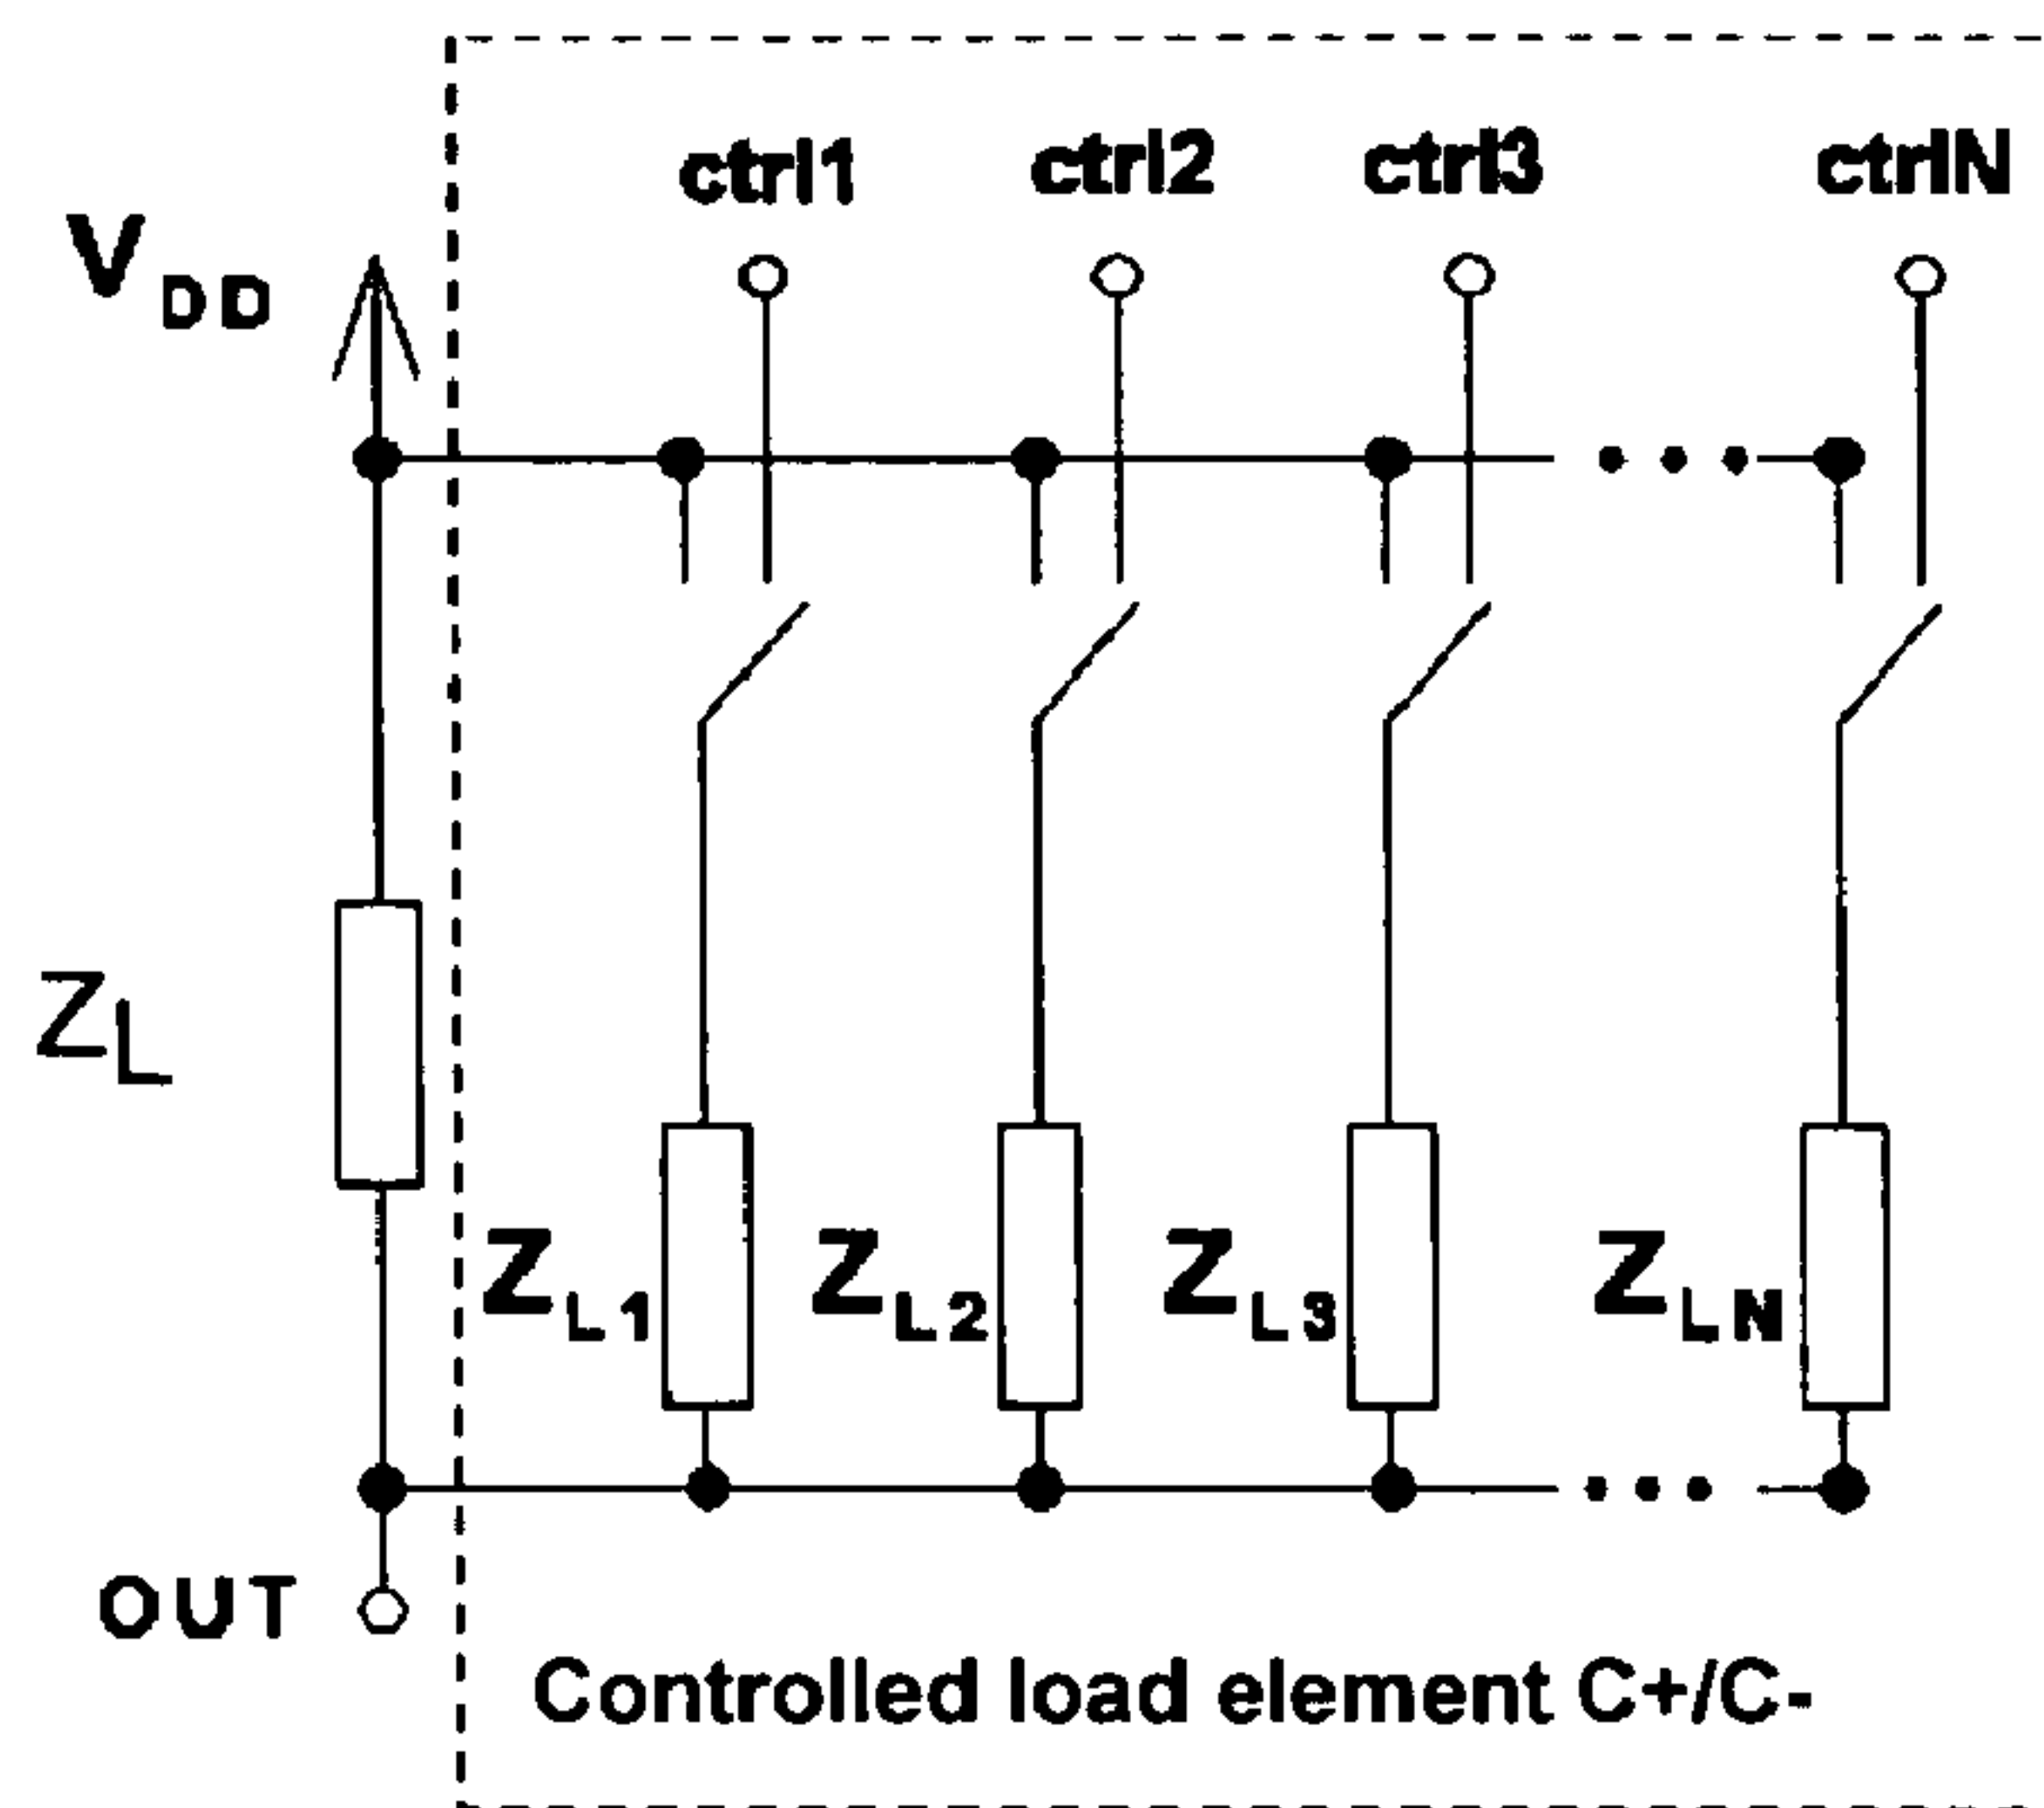 ctrl1 ctrl2 ctrl3 ctrlN
VDD
ZL
ZL1 ZL2 ZL3 ZLN
OUT
Controlled load element C+/C-